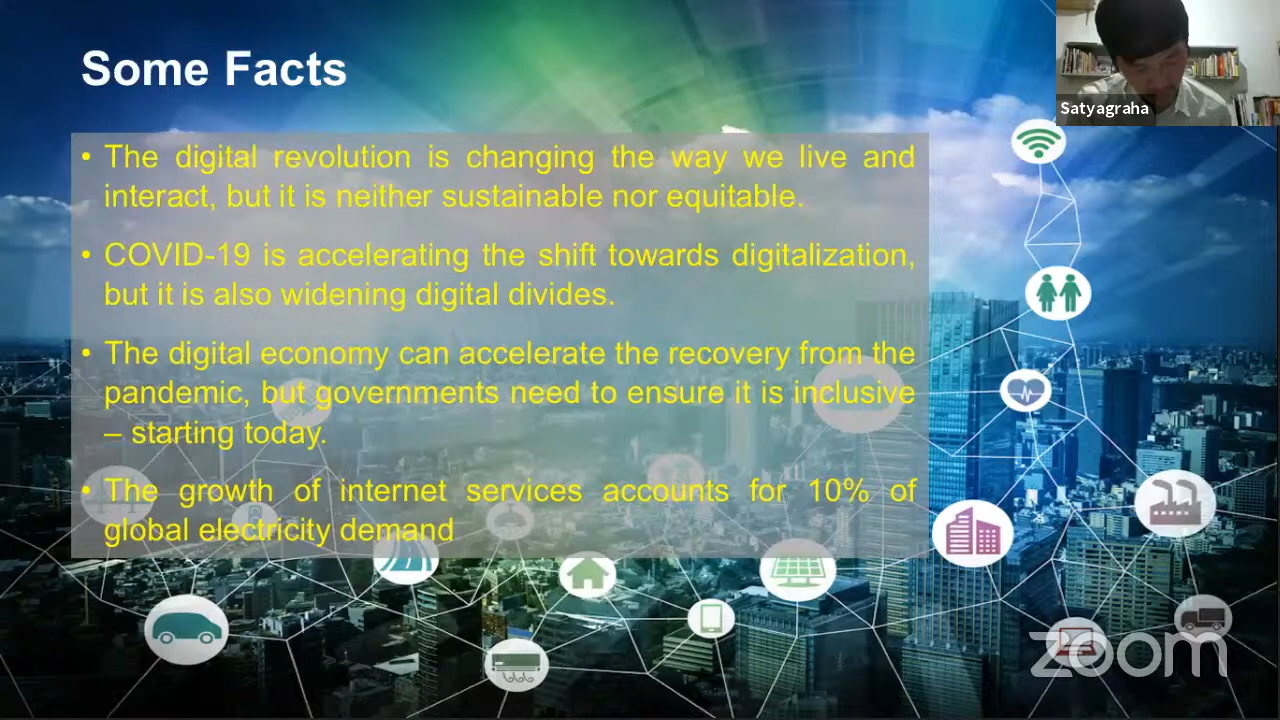 Some Facts
Satyagraha
• The digital revolution is changing the way we live and
interact, but it is neither sustainable nor equitable.
• COVID-19 is accelerating the shift towards digitalization,
but it is also widening digital divides.
• The digital economy can accelerate the recovery from the
pandemic, but governments need to ensure it is inclusive
– starting today.
• The growth of internet services accounts for 10% of
global electricity demand
zoom